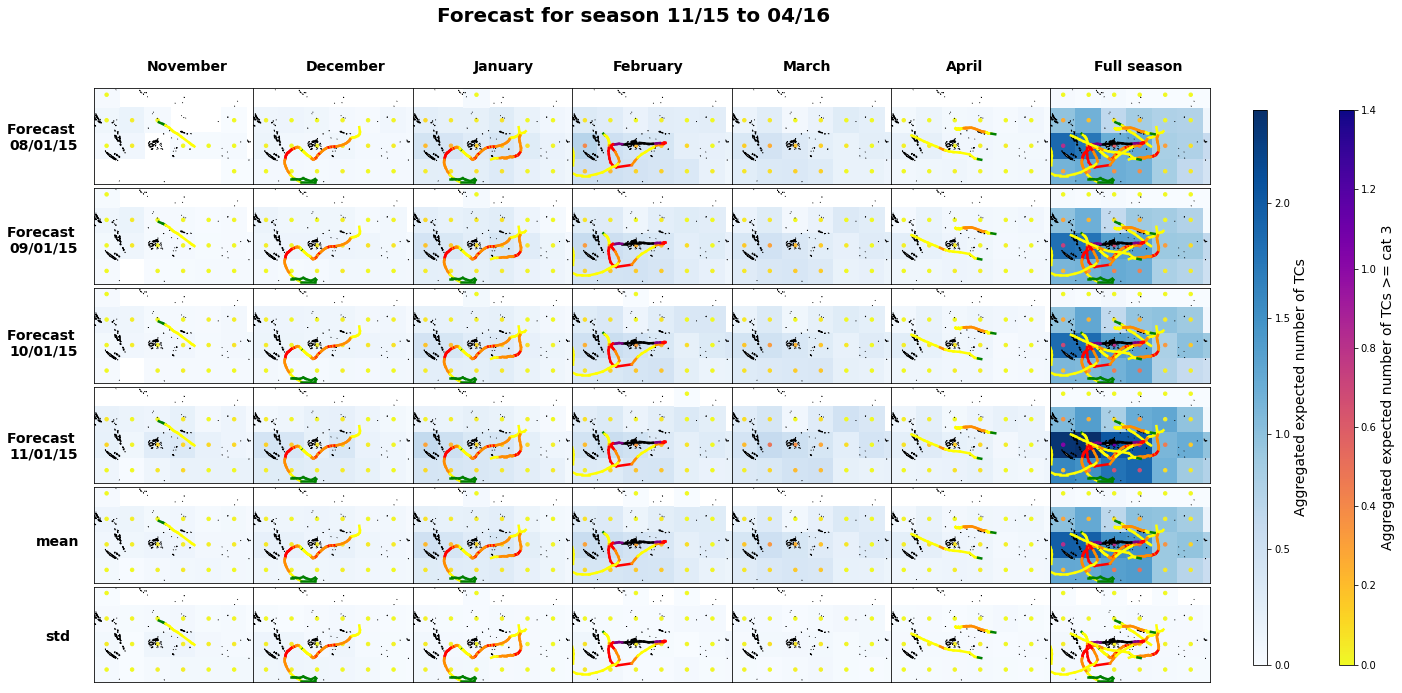 Forecast for season 11/15 to 04/16
November December January February March April Full season
Forecast
08/01/15
Forecast
09/01/15
Forecast
10/01/15
Forecast
11/01/15
mean
std
2.0
1.5
1.0
0.5
0.0
Aggregated expected number of TCs
1.4
1.2
1.0
0.8
0.6
0.4
0.2
0.0
Aggregated expected number of TCs >= cat 3